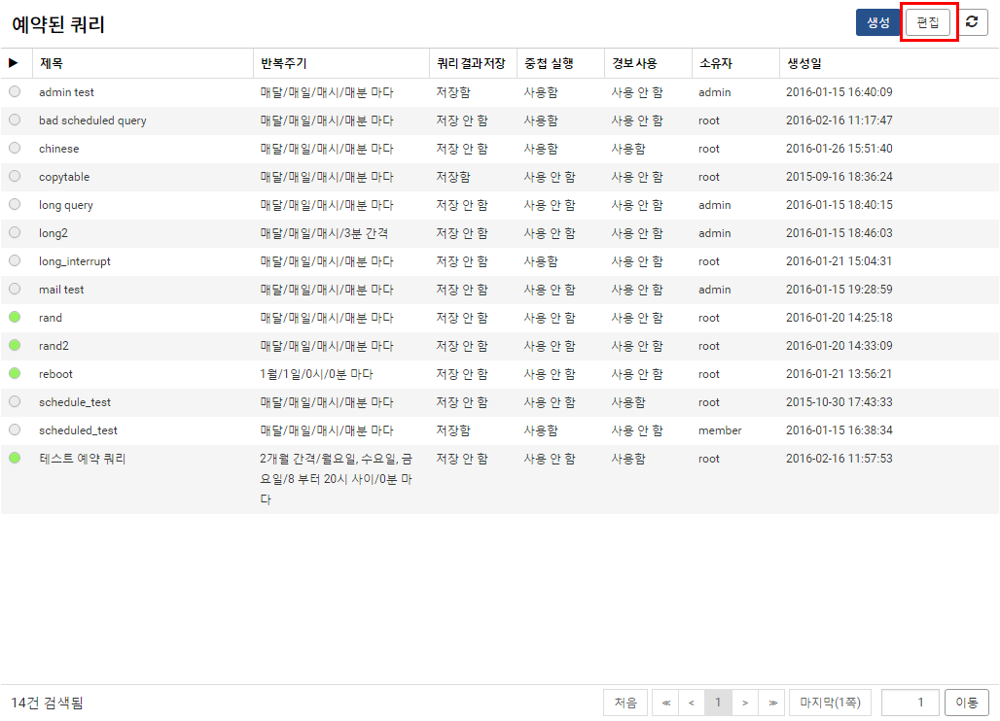 예약된 쿼리
생성 편집
제목 반복주기 쿼리결과저장 중첩 실행 경보사용 소유자 생성일
admin test 매달/매일/매시/매분 마다 저장함 사용함 사용 안 함 admin 2016-01-15 16:40:09
bad scheduled query 매달/매일/매시/매분 마다 저장 안 함 사용함 사용 안 함 root 2016-02-16 11:17:47
chinese 매달/매일/매시/매분 마다 저장 안 함 사용함 사용함 root 2016-01-26 15:51:40
copytable 매달/매일/매시/매분 마다 저장함 사용 안 함 사용 안 함 root 2015-09-16 18:36:24
long query 매달/매일/매시/매분 마다 저장 안 함 사용 안 함 사용 안 함 admin 2016-01-15 18:40:15
long2 매달/매일/매시/3분 간격 저장 안 함 사용 안 함 사용 안 함 admin 2016-01-15 18:46:03
long_interrupt 매달/매일/매시/매분 마다 저장 안 함 사용함 사용 안 함 root 2016-01-21 15:04:31
mail test 매달/매일/매시/매분 마다 저장 안 함 사용 안 함 사용 안 함 admin 2016-01-15 19:28:59
rand 매달/매일/매시/매분 마다 저장 안 함 사용 안 함 사용 안 함 root 2016-01-20 14:25:18
rand2 매달/매일/매시/매분 마다 저장 안 함 사용 안 함 사용 안 함 root 2016-01-20 14:33:09
reboot 1월/1일/0시/0분 마다 저장 안 함 사용 안 함 사용 안 함 root 2016-01-21 13:56:21
schedule_test 매달/매일/매시/매분 마다 저장 안 함 사용 안 함 사용함 root 2015-10-30 17:43:33
scheduled_test 매달/매일/매시/매분 마다 저장함 사용함 사용 안 함 member 2016-01-15 16:38:34
테스트 예약 쿼리 2개월 간격/월요일, 수요일, 금 저장 안 함 사용 안 함 사용함 root 2016-02-16 11:57:53
요일/8 부터 20시 사이/0분 마
다
14건 검색됨 처음 ≪ < 1 > ≫ 마지막(1쪽) 1 이동